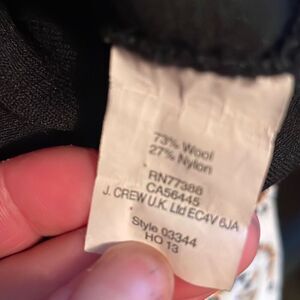 73% Wool
27% Nylon
RN77388
CA56445
J. CREW U.K. Ltd EC4V 6JA
Style 03344
HO 13